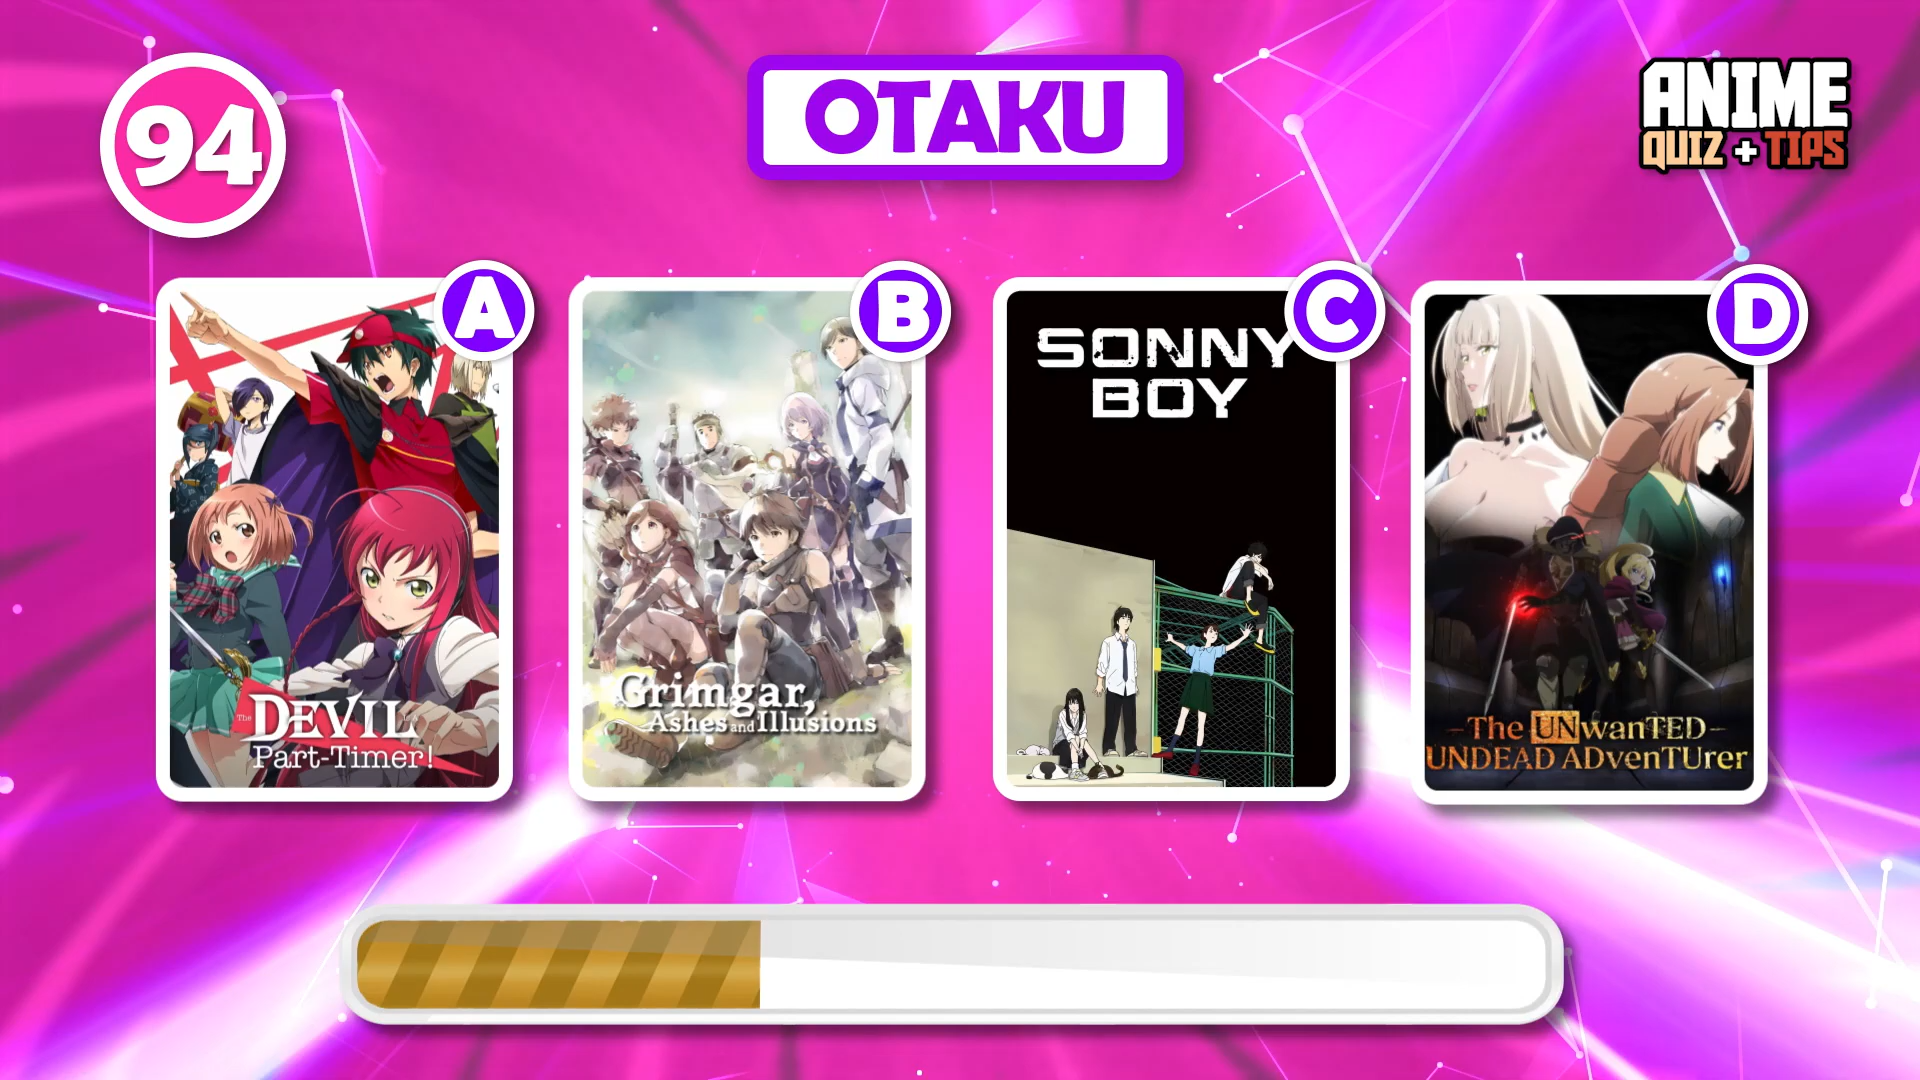 94
OTAKU
ANIME
QUIZ + TIPS
A
B
C
D
The DEVIL is a
Part-Timer!
Grimgar,
Ashes and Illusions
SONNY
BOY
The UNwanTED
UNDEAD ADvenTUrer